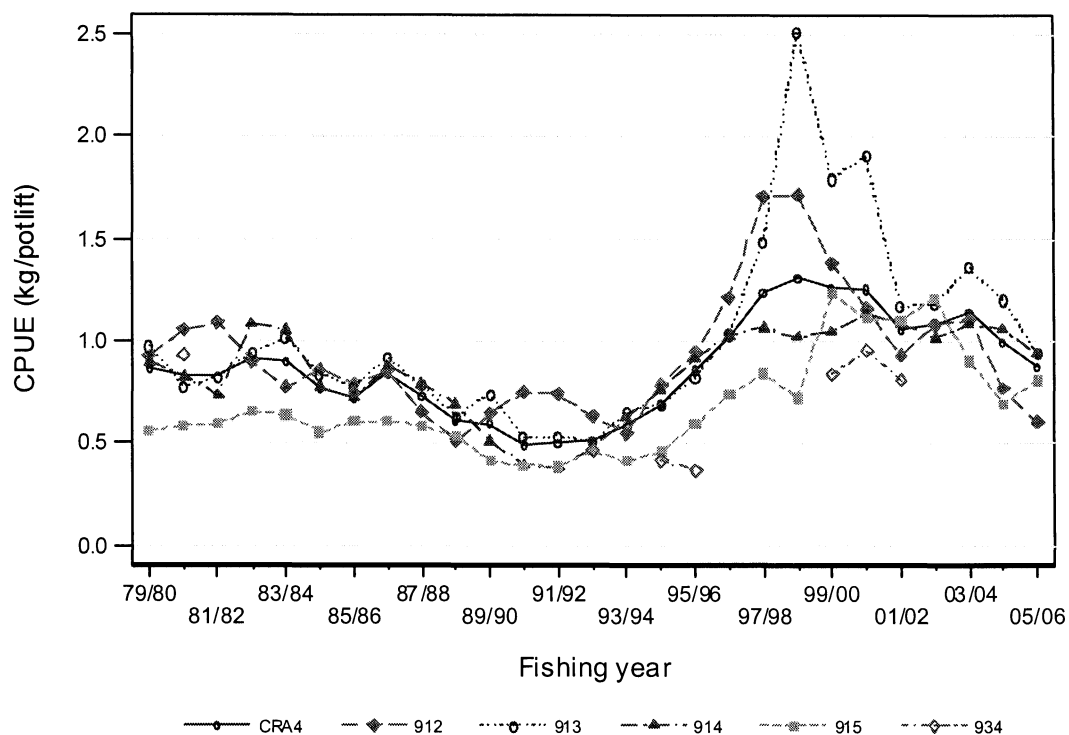 2.5
2.0
1.5
1.0
0.5
0.0
CPUE (kg/potlift)
79/80 83/84 87/88 91/92 95/96 99/00 03/04
81/82 85/86 89/90 93/94 97/98 01/02 05/06
Fishing year
CRA4 912 913 914 915 934